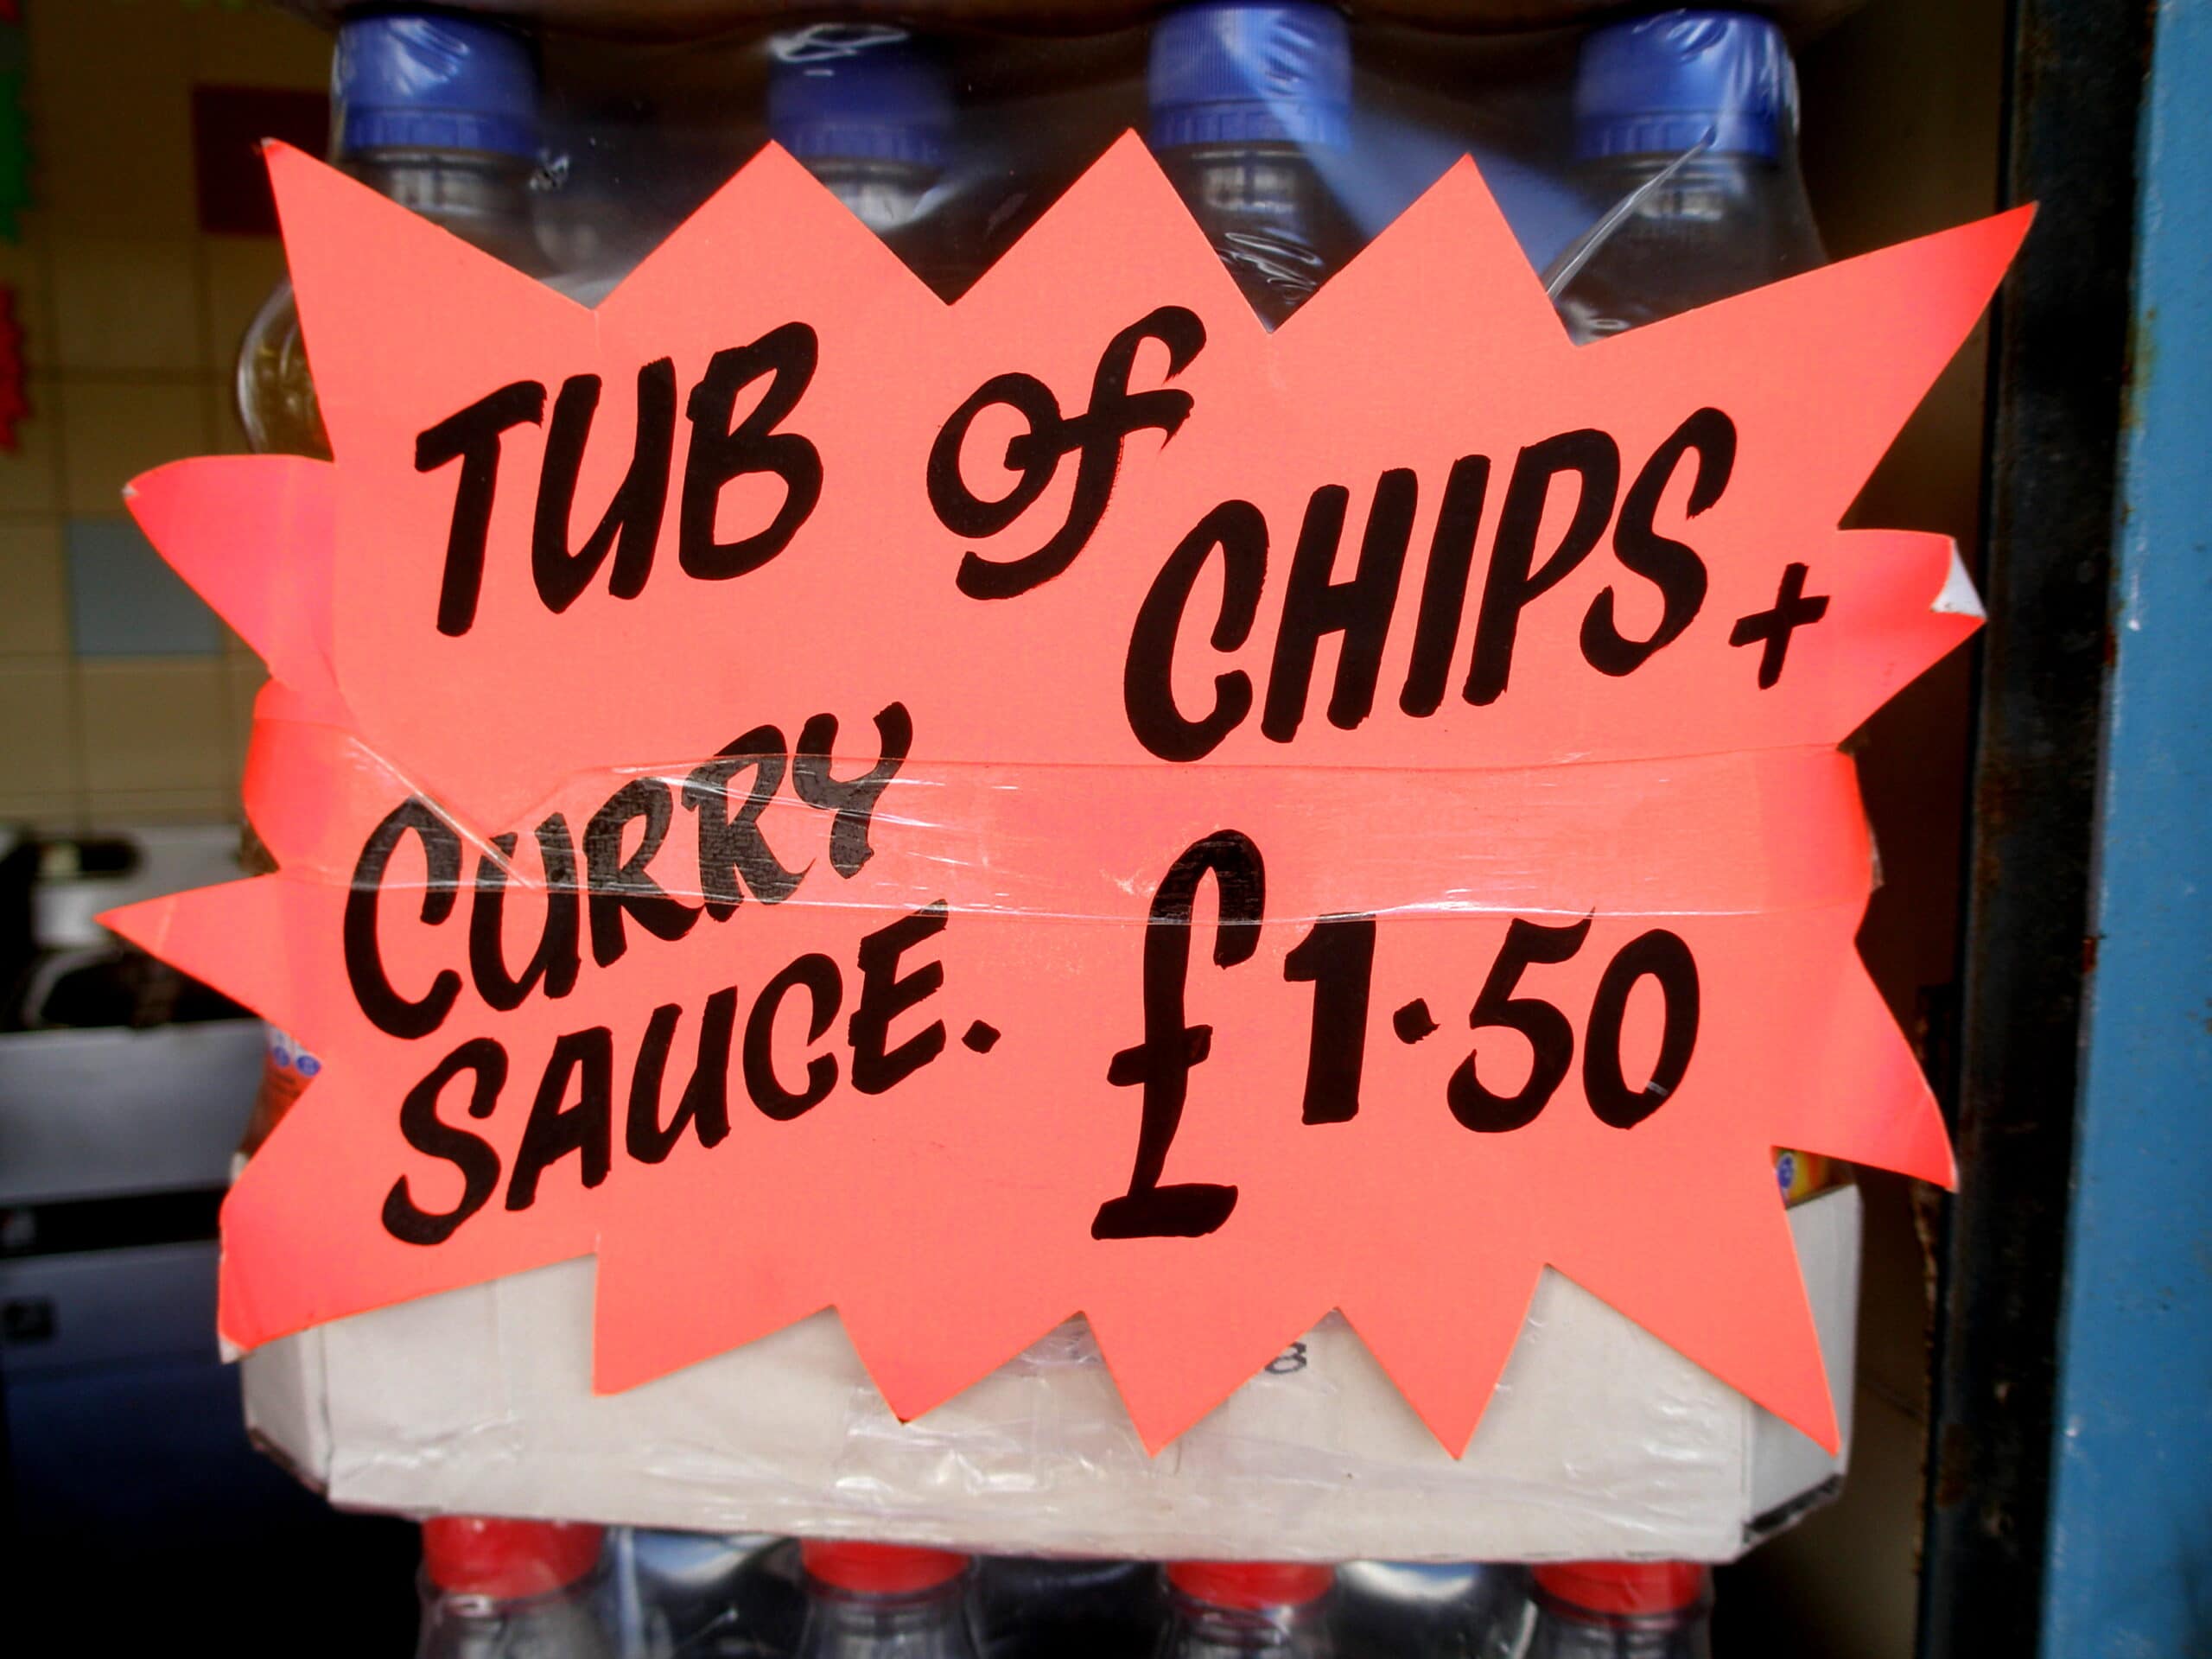 TUB of
CHIPS +
CURRY
SAUCE.
£1.50